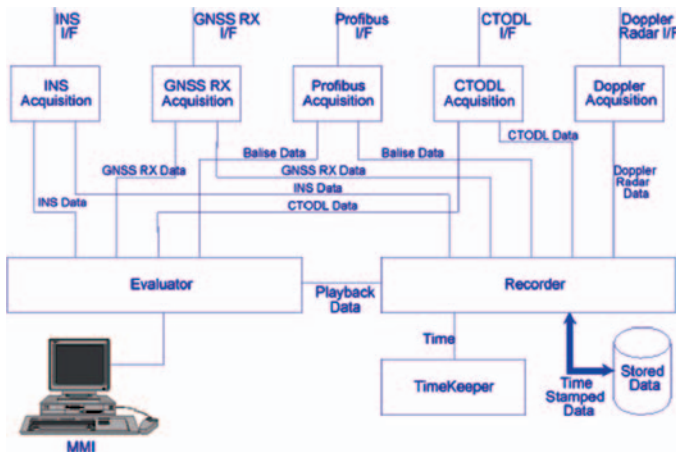 INS
I/F
GNSS RX
I/F
Profibus
I/F
CTODL
I/F
Doppler
Radar I/F
INS
Acquisition
GNSS RX
Acquisition
Profibus
Acquisition
CTODL
Acquisition
Doppler
Acquisition
CTODL Data
Balise Data
Balise Data
GNSS RX Data
GNSS RX Data
Doppler
Radar
Data
INS Data
INS Data
CTODL Data
Evaluator
Playback
Data
Recorder
Time
TimeKeeper
Time
Stamped
Data
Stored
Data
MMI